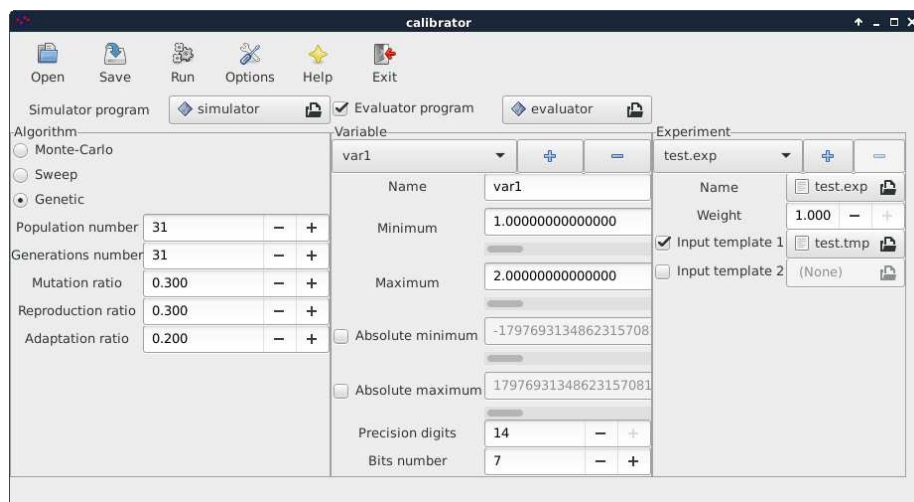 calibrator
Open Save Run Options Help Exit
Simulator program simulator Evaluator program evaluator
Algorithm
Monte-Carlo
Sweep
Genetic
Population number 31
Generations number 31
Mutation ratio 0.300
Reproduction ratio 0.300
Adaptation ratio 0.200
Variable
var1
Name var1
Minimum 1.00000000000000
Maximum 2.00000000000000
Absolute minimum -1797693134862315708
Absolute maximum 17976931348623157081
Precision digits 14
Bits number 7
Experiment
test.exp
Name test.exp
Weight 1.000
Input template 1 test.tmp
Input template 2 (None)